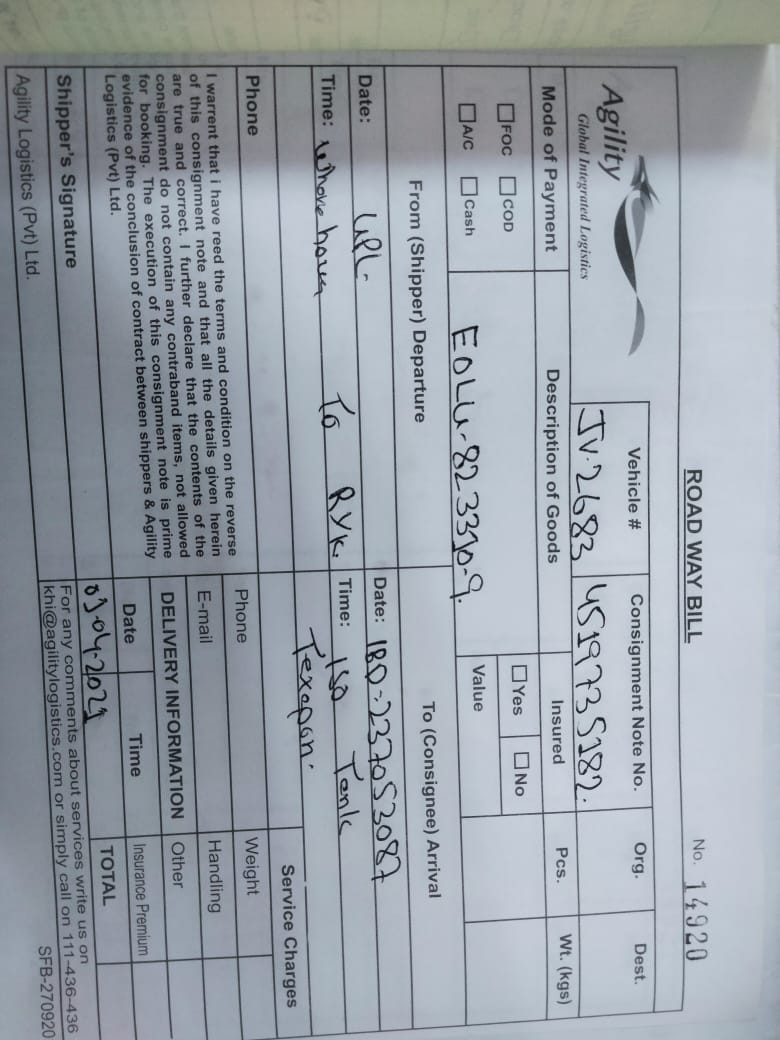 ROAD WAY BILL
No. 14920
Agility
Global Integrated Logistics
Vehicle #
Consignment Note No.
Org.
Dest.
JV-2683
4519735182.
Mode of Payment
Description of Goods
Insured
Pcs.
Wt. (kgs)
FOC
COD
Yes
No
A/C
Cash
EOLU-823310-9.
Value
From (Shipper) Departure
To (Consignee) Arrival
Date: UPL-
Date: IBD-:237053087
Time: To RYK
Time: ISO Tank
Texapon.
Service Charges
Phone
Phone
Weight
I warrent that i have reed the terms and condition on the reverse
of this consignment note and that all the details given herein
are true and correct. I further declare that the contents of the
consignment do not contain any contraband items, not allowed
for booking. The execution of this consignment note is prime
evidence of the conclusion of contract between shippers & Agility
Logistics (Pvt) Ltd.
E-mail
Handling
DELIVERY INFORMATION
Other
Date
Time
Insurance Premium
-04-2021
TOTAL
Shipper's Signature
For any comments about services write us on
khi@agilitylogistics.com or simply call on 111-436-436
Agility Logistics (Pvt) Ltd.
SFB-270920